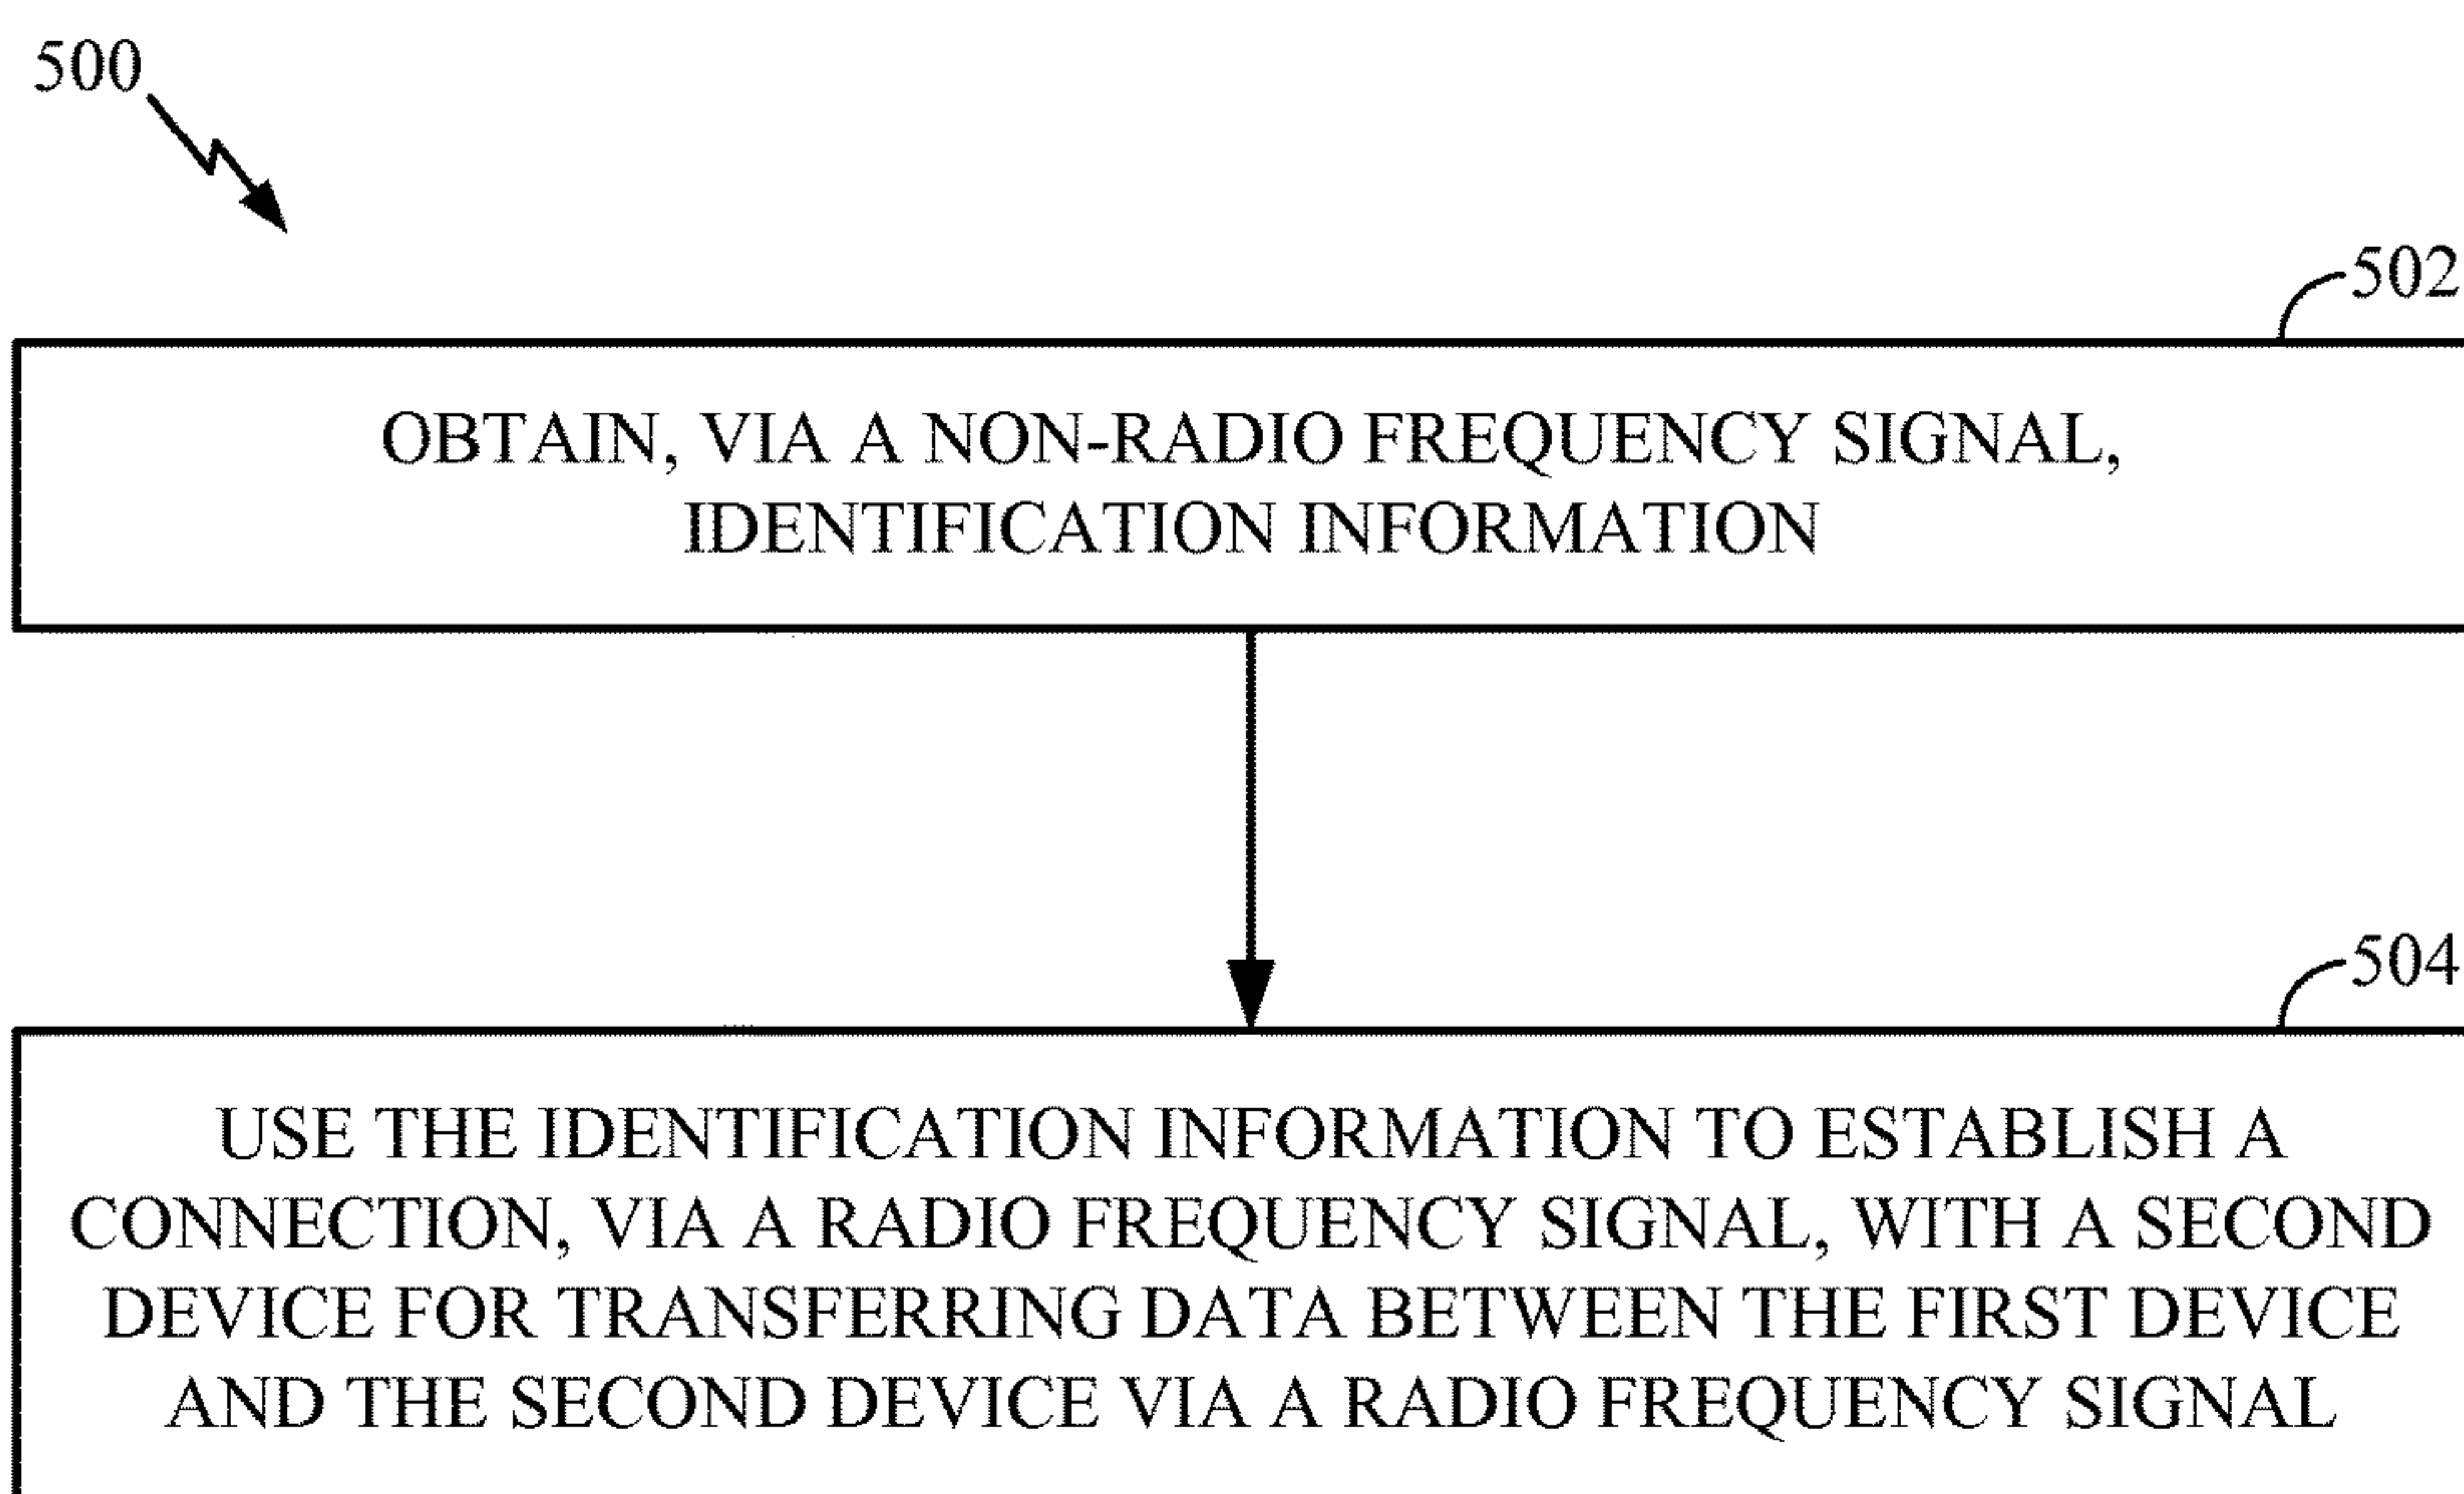 500
502
OBTAIN, VIA A NON-RADIO FREQUENCY SIGNAL,
IDENTIFICATION INFORMATION
504
USE THE IDENTIFICATION INFORMATION TO ESTABLISH A
CONNECTION, VIA A RADIO FREQUENCY SIGNAL, WITH A SECOND
DEVICE FOR TRANSFERRING DATA BETWEEN THE FIRST DEVICE
AND THE SECOND DEVICE VIA A RADIO FREQUENCY SIGNAL